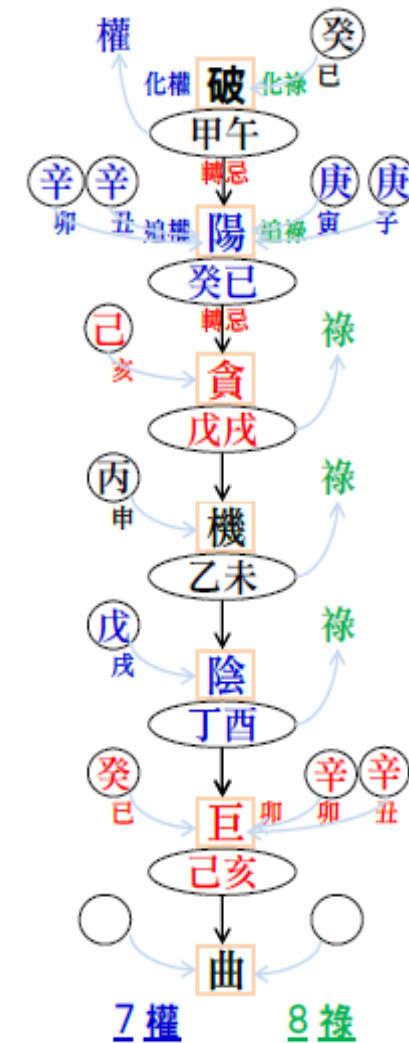 權 癸
化權 破 化祿 巳
甲午
轉忌
辛 辛 庚 庚
卯 丑 追權 陽 追祿 寅 子
癸巳
轉忌
己 祿
亥 貪
戊戌
丙 祿
申 機
乙未
戊 祿
戌 陰
丁酉
癸 辛 辛
巳 巨 卯 卯 丑
己亥
曲
7 權 8 祿